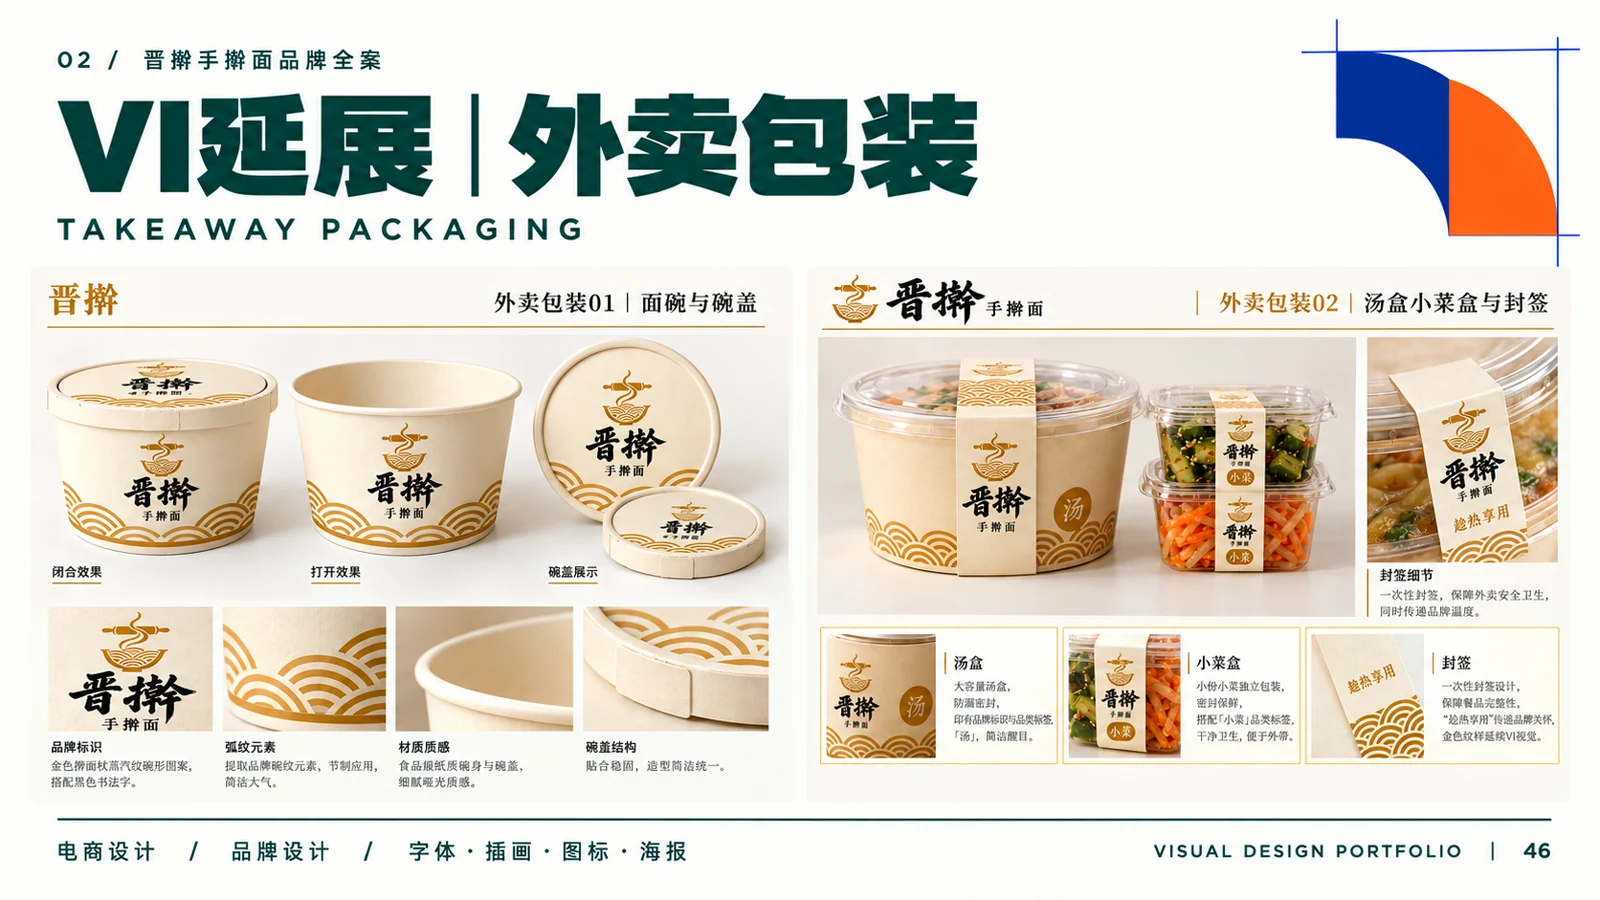 02 / 晋擀手擀面品牌全案
VI延展｜外卖包装
TAKEAWAY PACKAGING
晋擀
外卖包装01｜面碗与碗盖
晋擀
晋擀
手擀面
晋擀
手擀面
晋擀
手擀面
晋擀
闭合效果
打开效果
碗盖展示
晋擀
手擀面
品牌标识
金色擀面杖蒸汽纹碗形图案，
搭配黑色书法字。
弧纹元素
提取品牌碗纹元素，节制应用，
简洁大气。
材质质感
食品级纸质碗身与碗盖，
细腻哑光质感。
碗盖结构
贴合稳固，造型简洁统一。
晋擀手擀面
｜ 外卖包装02｜汤盒小菜盒与封签
晋擀
手擀面
汤
晋擀
小菜
晋擀
小菜
晋擀
手擀面
趁热享用
封签细节
一次性封签，保障外卖安全卫生，
同时传递品牌温度。
晋擀
手擀面
汤
汤盒
大容量汤盒，
防漏密封，
印有品牌标识与品类标签，
「汤」，简洁醒目。
晋擀
手擀面
小菜
小菜盒
小份小菜独立包装，
密封保鲜，
搭配「小菜」品类标签，
干净卫生，便于外带。
趁热享用
封签
一次性封签设计，
保障餐品完整性，
“趁热享用”传递品牌关怀，
金色纹样延续VI视觉。
电商设计 / 品牌设计 / 字体·插画·图标·海报
VISUAL DESIGN PORTFOLIO | 46